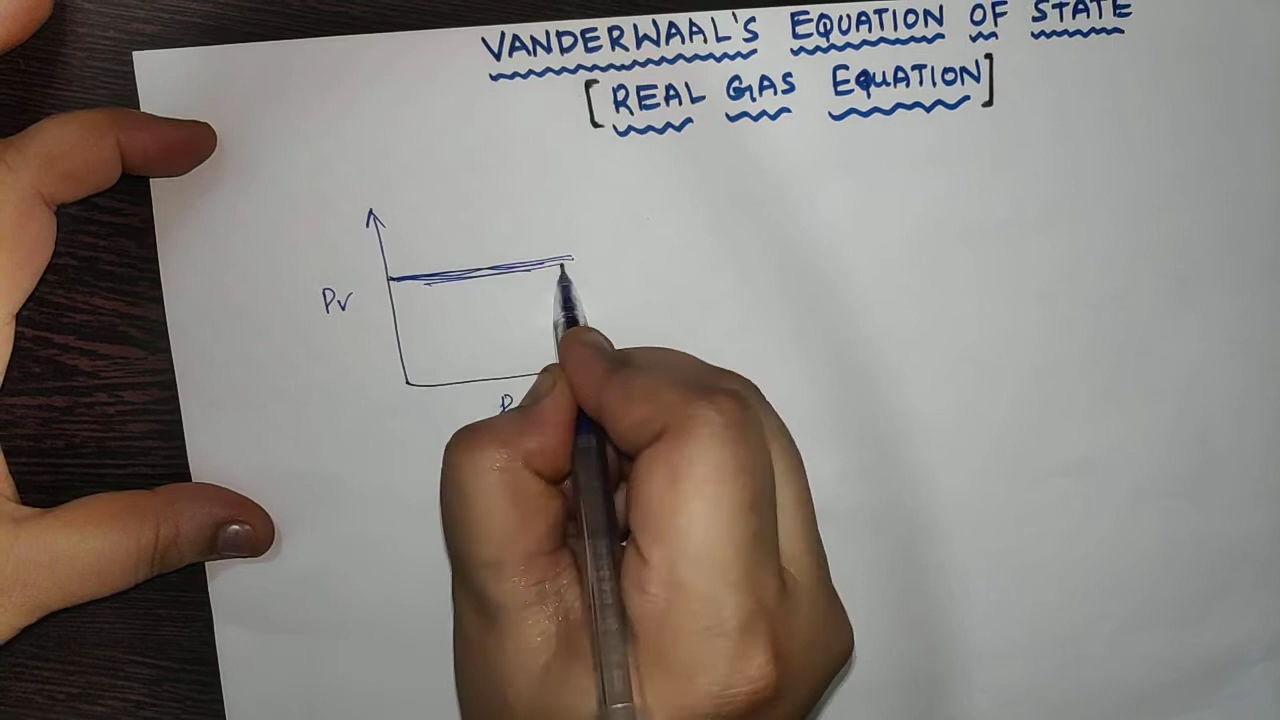 VANDERWAAL'S EQUATION OF STATE
[REAL GAS EQUATION]
Pv
P